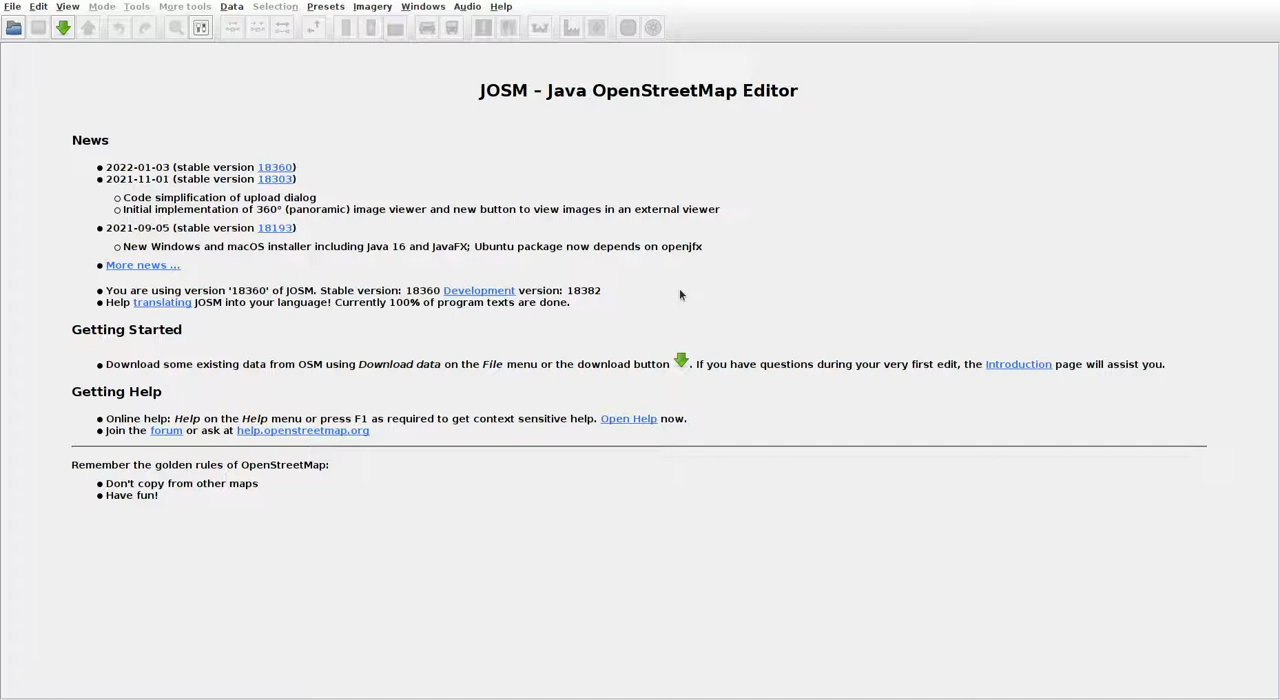 File Edit View Mode Tools More tools Data Selection Presets Imagery Windows Audio Help
JOSM – Java OpenStreetMap Editor
News
2022-01-03 (stable version 18360)
2021-11-01 (stable version 18303)
Code simplification of upload dialog
Initial implementation of 360° (panoramic) image viewer and new button to view images in an external viewer
2021-09-05 (stable version 18193)
New Windows and macOS installer including Java 16 and JavaFX; Ubuntu package now depends on openjfx
More news ...
You are using version '18360' of JOSM. Stable version: 18360 Development version: 18382
Help translating JOSM into your language! Currently 100% of program texts are done.
Getting Started
Download some existing data from OSM using Download data on the File menu or the download button . If you have questions during your very first edit, the Introduction page will assist you.
Getting Help
Online help: Help on the Help menu or press F1 as required to get context sensitive help. Open Help now.
Join the forum or ask at help.openstreetmap.org
Remember the golden rules of OpenStreetMap:
Don't copy from other maps
Have fun!